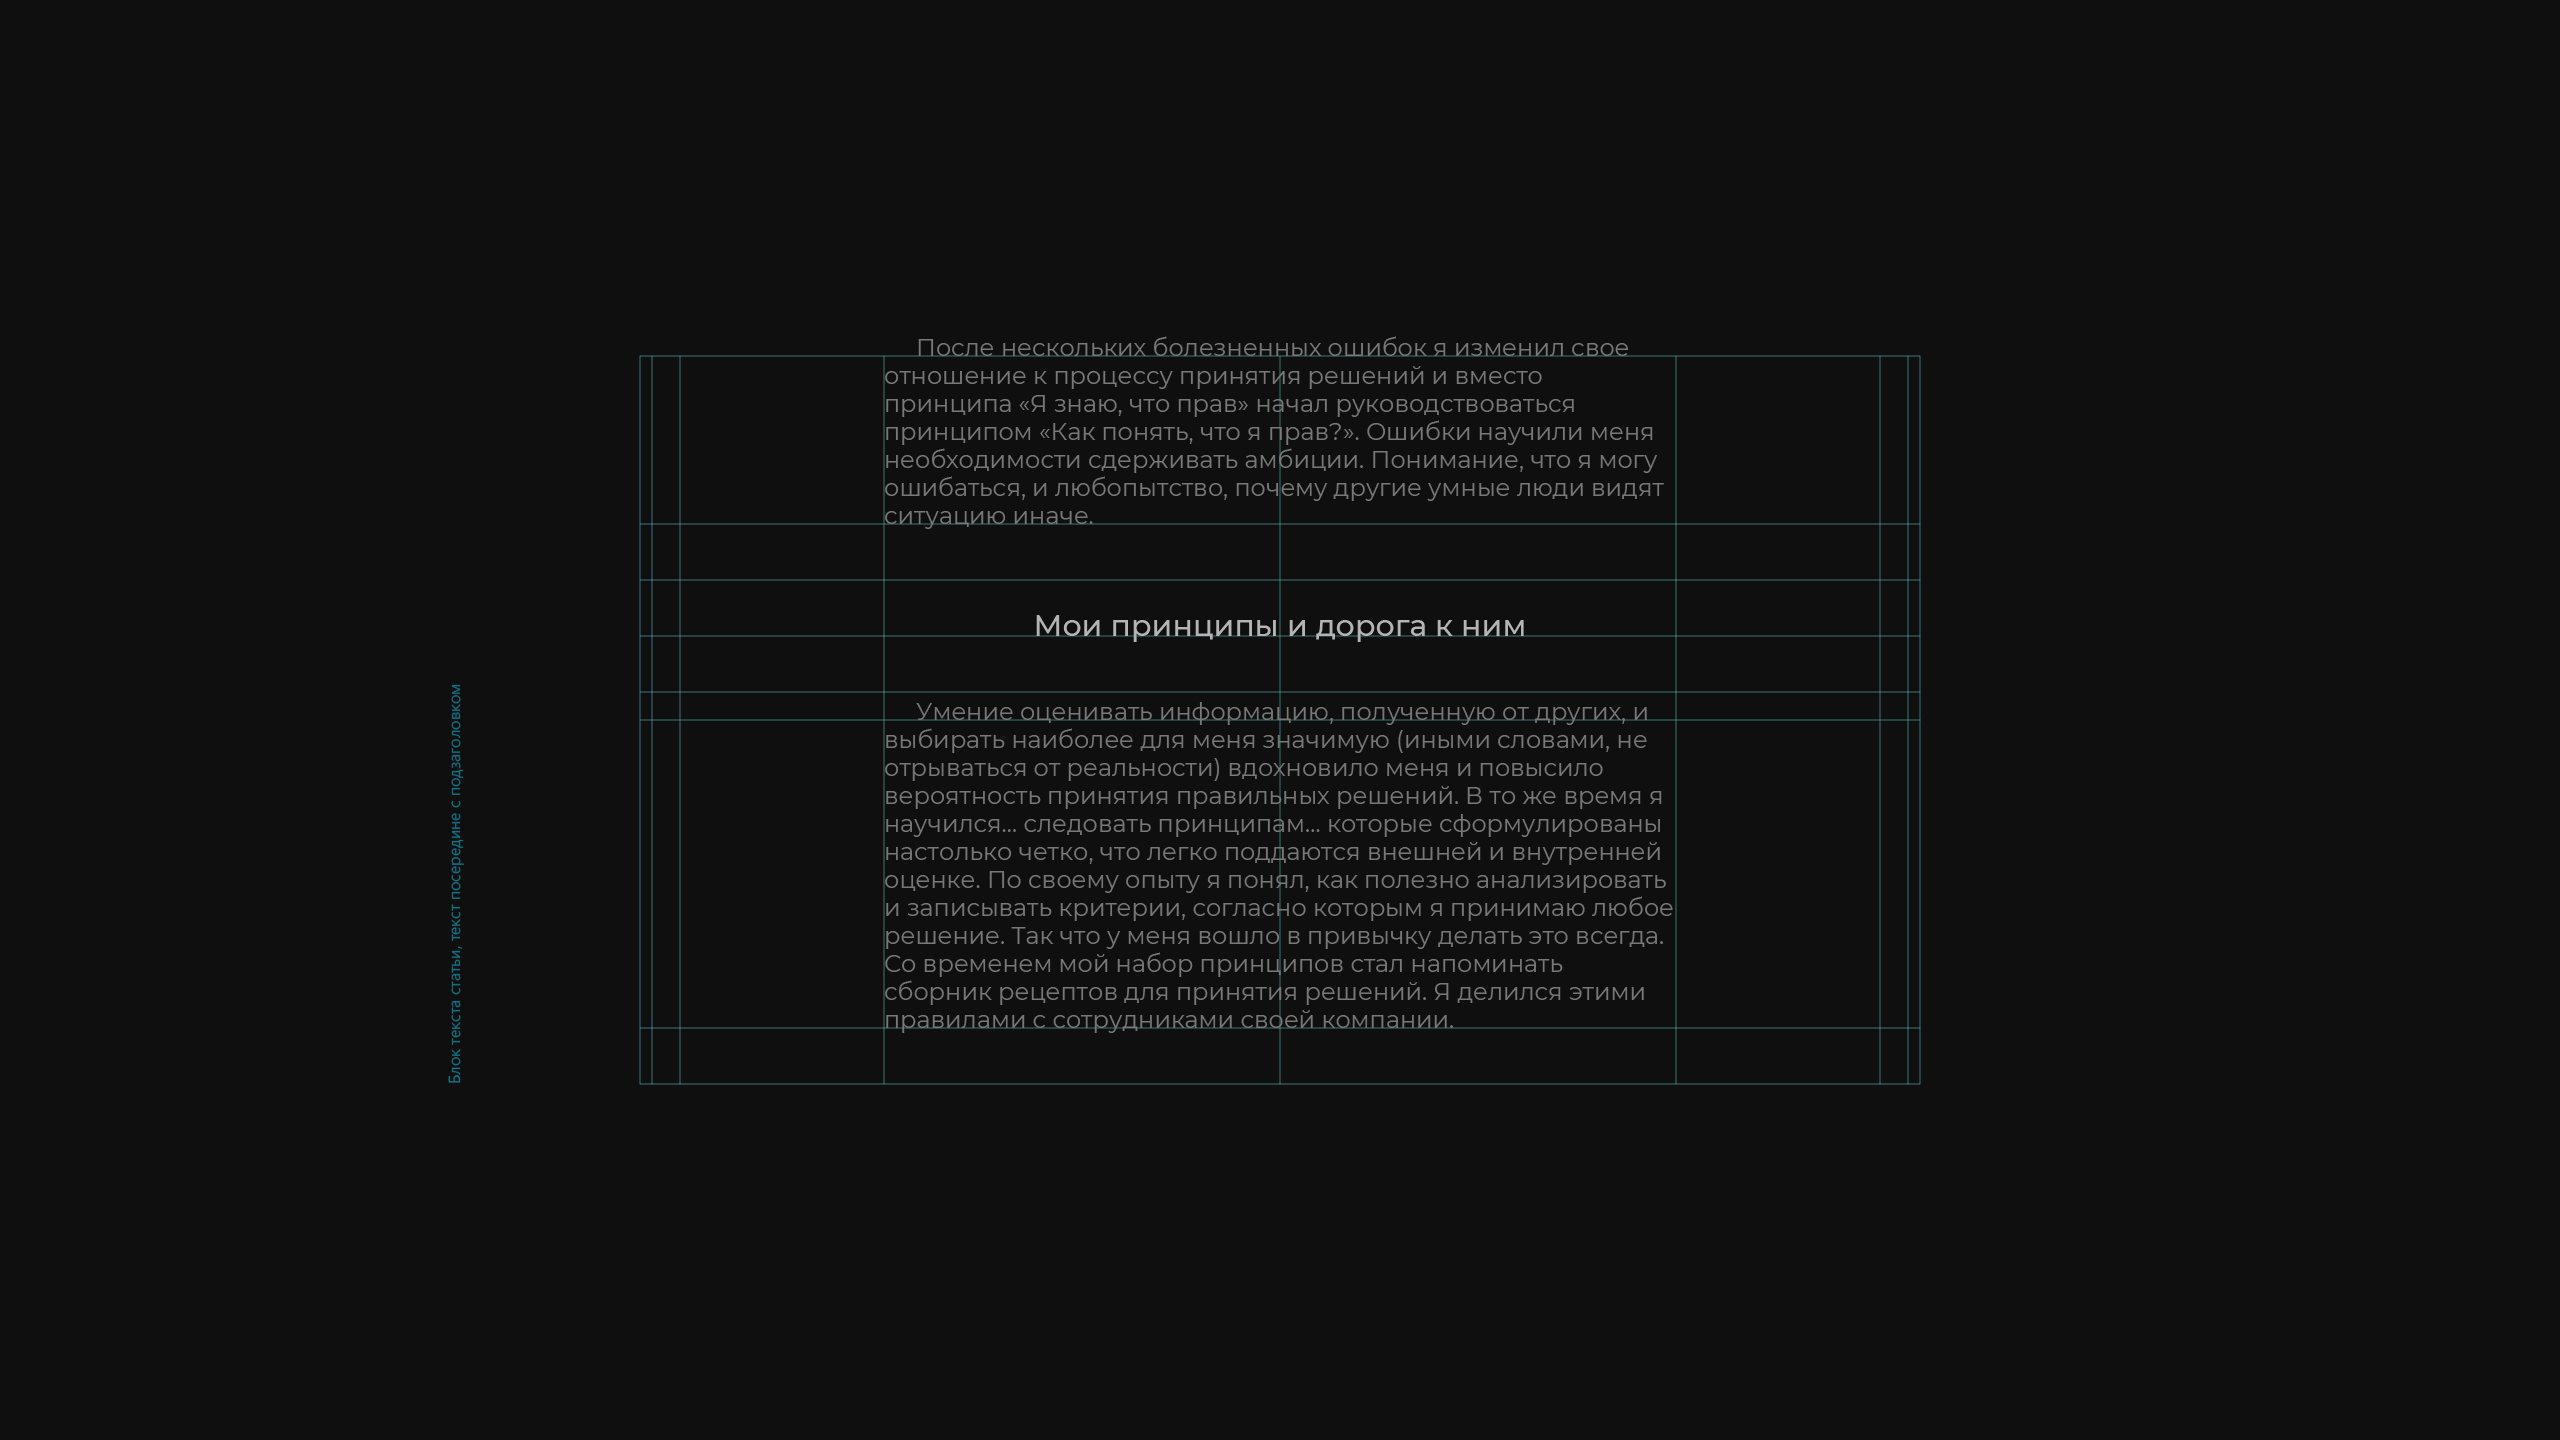 После нескольких болезненных ошибок я изменил свое
отношение к процессу принятия решений и вместо
принципа «Я знаю, что прав» начал руководствоваться
принципом «Как понять, что я прав?». Ошибки научили меня
необходимости сдерживать амбиции. Понимание, что я могу
ошибаться, и любопытство, почему другие умные люди видят
ситуацию иначе.
Мои принципы и дорога к ним
Умение оценивать информацию, полученную от других, и
выбирать наиболее для меня значимую (иными словами, не
отрываться от реальности) вдохновило меня и повысило
вероятность принятия правильных решений. В то же время я
научился... следовать принципам... которые сформулированы
настолько четко, что легко поддаются внешней и внутренней
оценке. По своему опыту я понял, как полезно анализировать
и записывать критерии, согласно которым я принимаю любое
решение. Так что у меня вошло в привычку делать это всегда.
Со временем мой набор принципов стал напоминать
сборник рецептов для принятия решений. Я делился этими
правилами с сотрудниками своей компании.
Блок текста статьи, текст посередине с подзаголовком